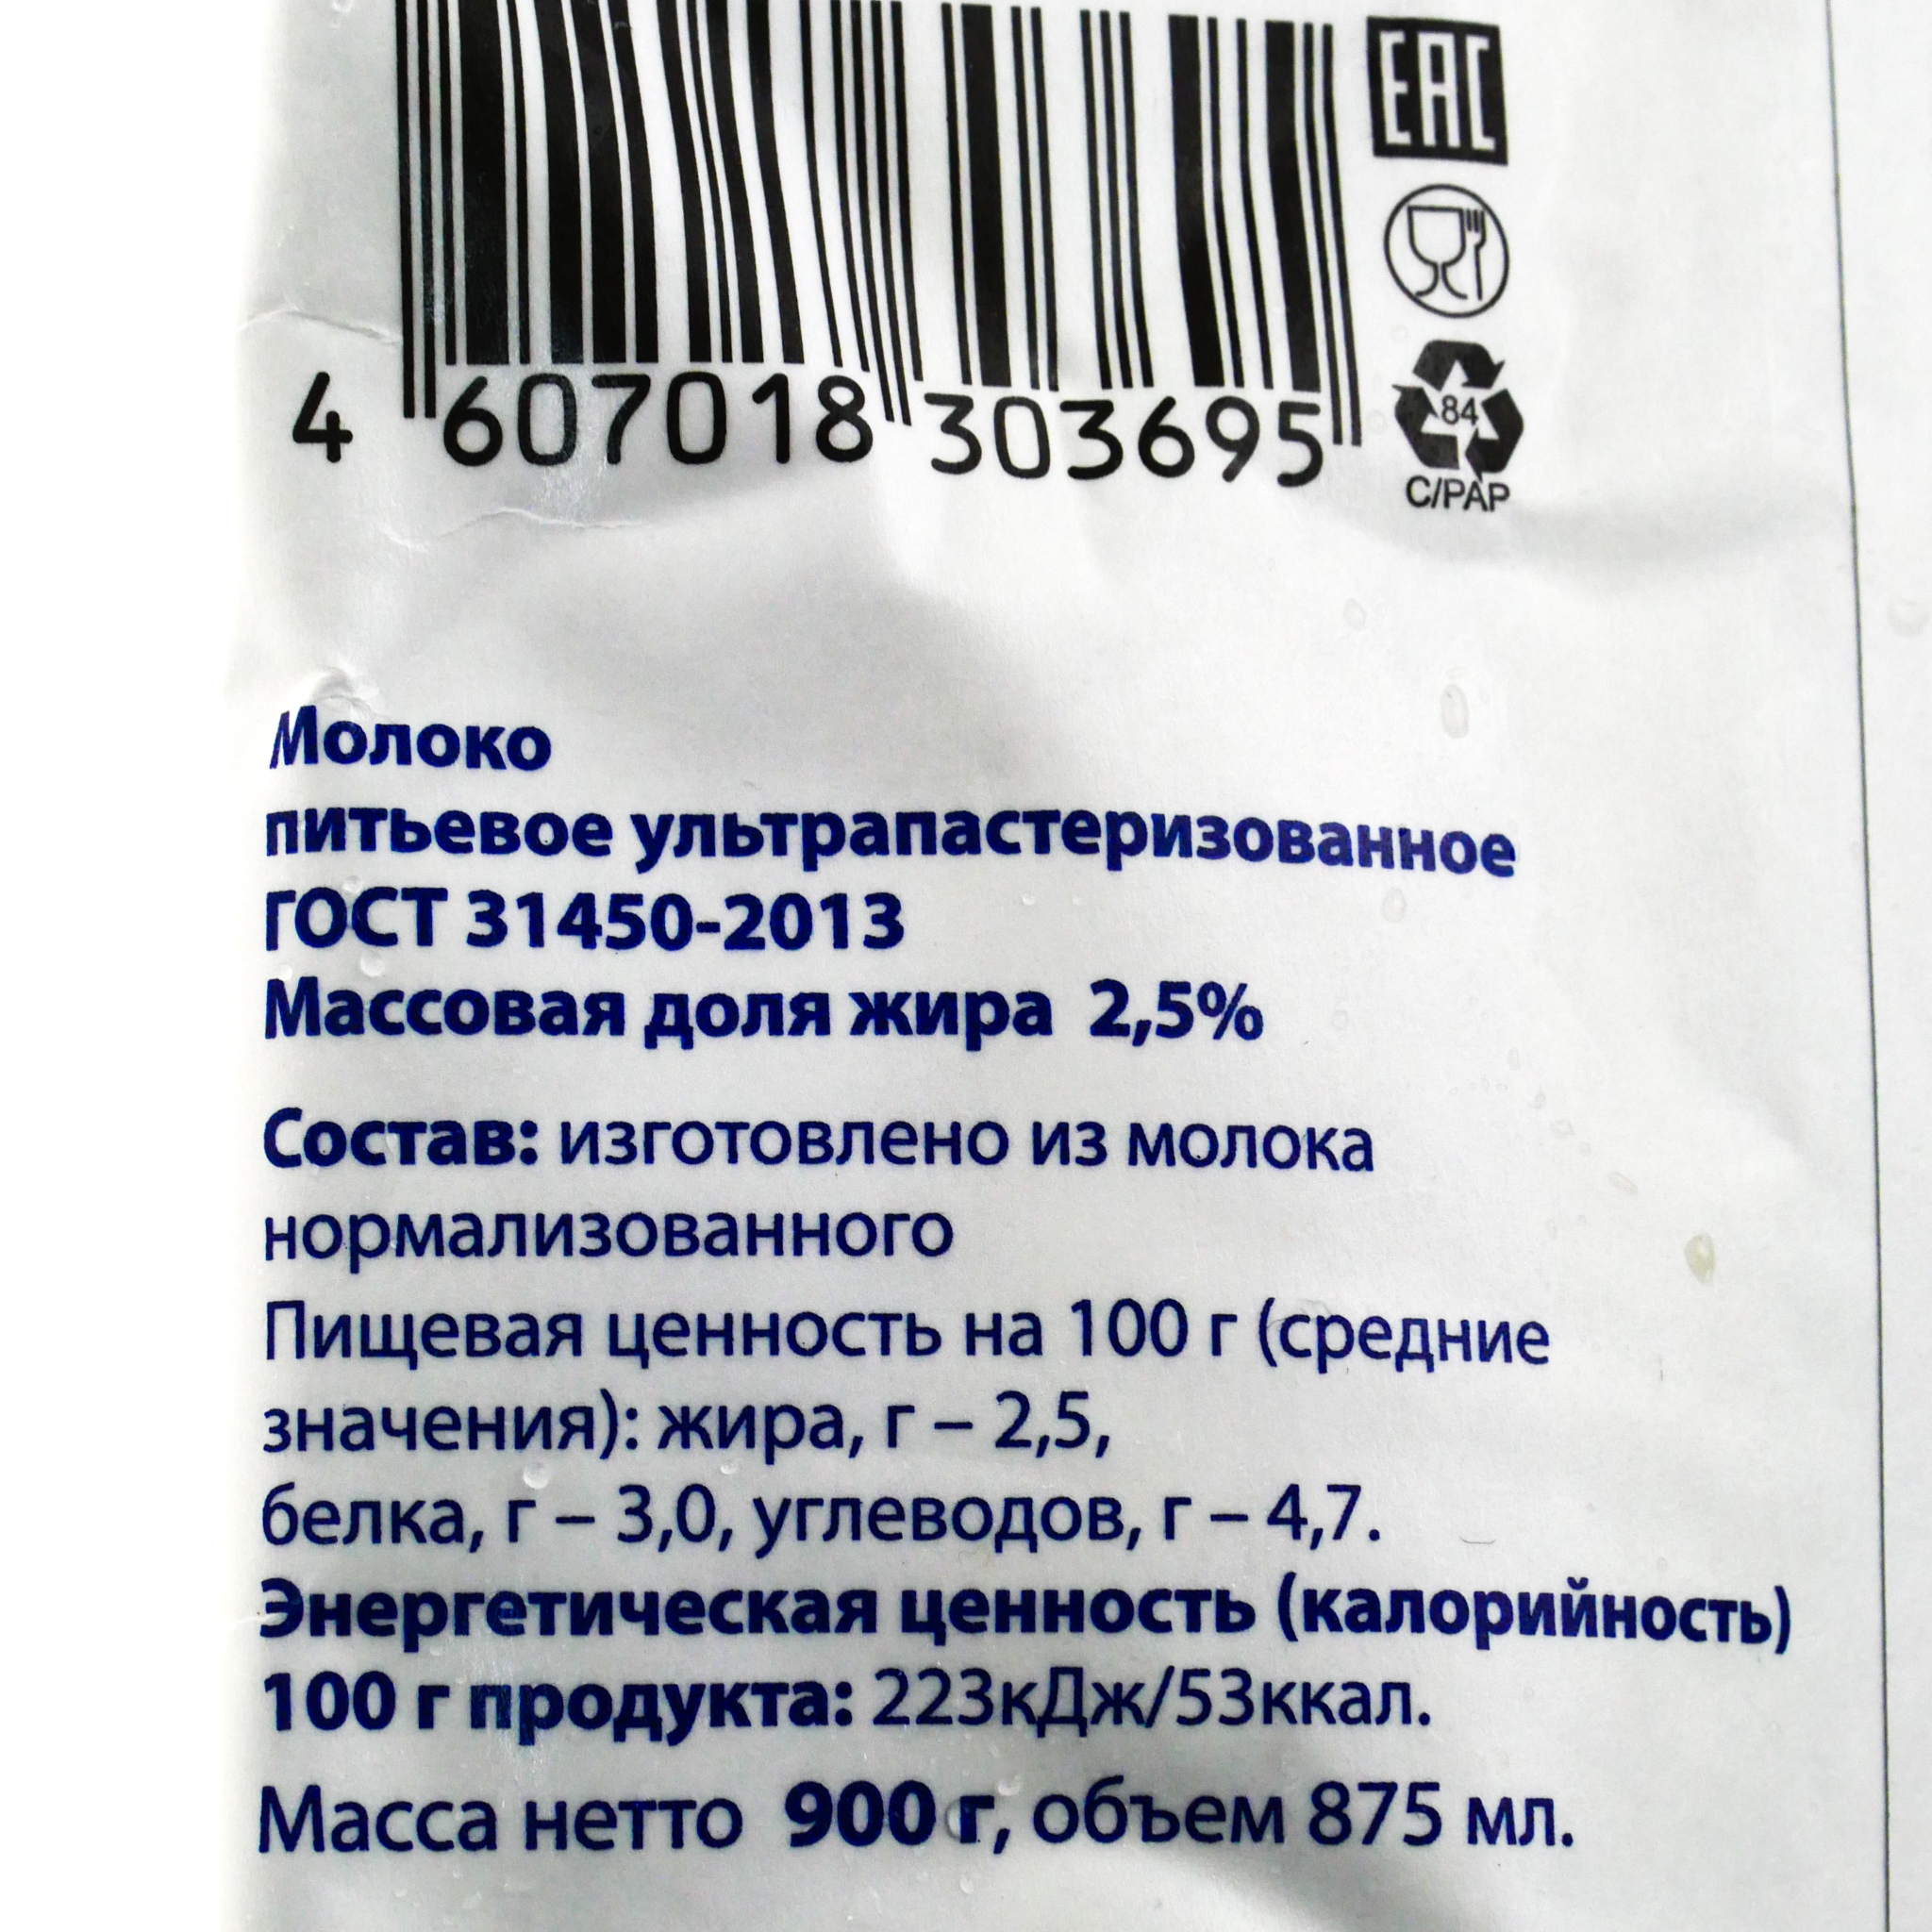 EAC
4 607018 303695
84
C/PAP
Молоко
питьевое ультрапастеризованное
ГОСТ 31450-2013
Массовая доля жира 2,5%
Состав: изготовлено из молока
нормализованного
Пищевая ценность на 100 г (средние
значения): жира, г – 2,5,
белка, г – 3,0, углеводов, г – 4,7.
Энергетическая ценность (калорийность)
100 г продукта: 223кДж/53ккал.
Масса нетто 900 г, объем 875 мл.